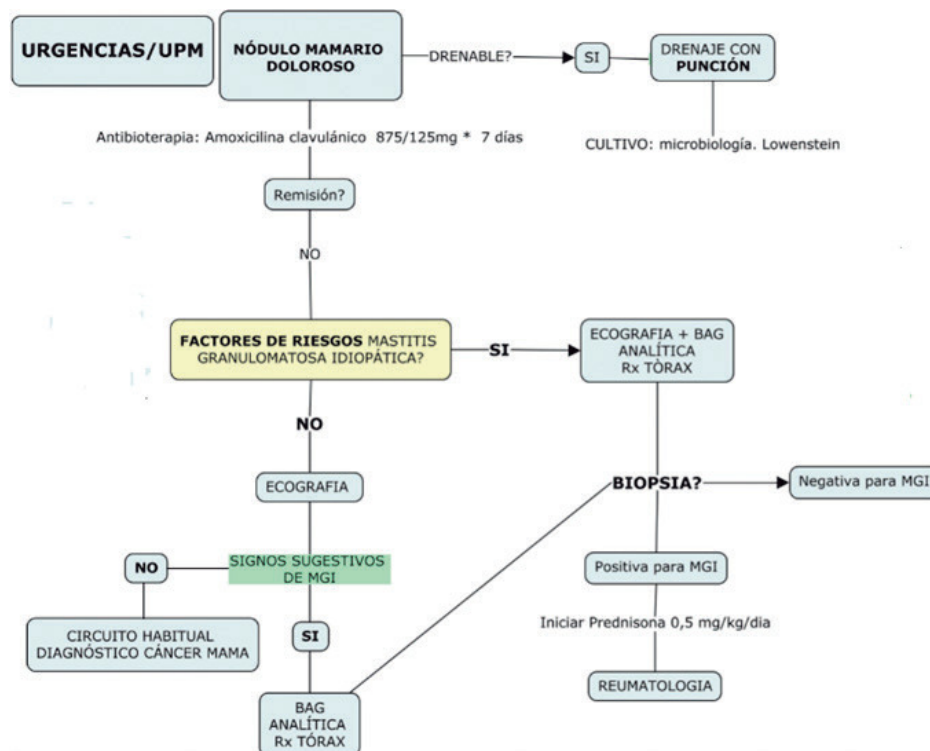 URGENCIAS/UPM
NÓDULO MAMARIO
DOLOROSO
DRENABLE?
SI
DRENAJE CON
PUNCIÓN
Antibioterapia: Amoxicilina clavulánico 875/125mg * 7 días
CULTIVO: microbiología. Lowenstein
Remisión?
NO
FACTORES DE RIESGOS MASTITIS
GRANULOMATOSA IDIOPÁTICA?
SI
ECOGRAFIA + BAG
ANALÍTICA
Rx TÒRAX
NO
ECOGRAFIA
BIOPSIA?
Negativa para MGI
SIGNOS SUGESTIVOS
DE MGI
NO
Positiva para MGI
CIRCUITO HABITUAL
DIAGNÓSTICO CÁNCER MAMA
SI
Iniciar Prednisona 0,5 mg/kg/dia
REUMATOLOGIA
BAG
ANALÍTICA
Rx TÓRAX